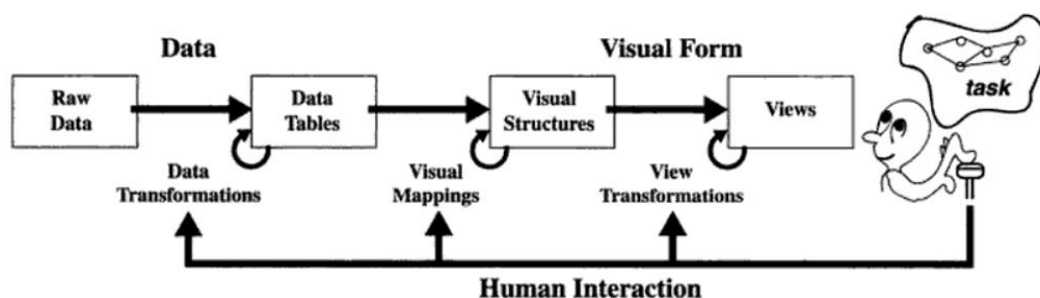 Data
Visual Form
Raw
Data
Data
Tables
Visual
Structures
Views
task
Data
Transformations
Visual
Mappings
View
Transformations
Human Interaction